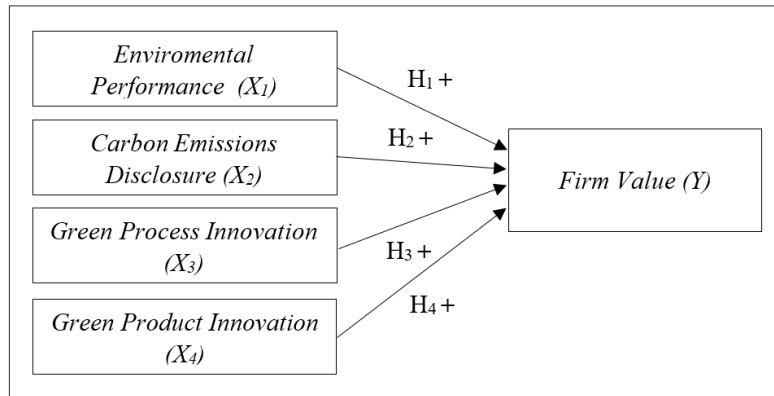 Enviromental
Performance (X₁)
H₁ +
Carbon Emissions
Disclosure (X₂)
H₂ +
Firm Value (Y)
Green Process Innovation
(X₃)
H₃ +
H₄ +
Green Product Innovation
(X₄)